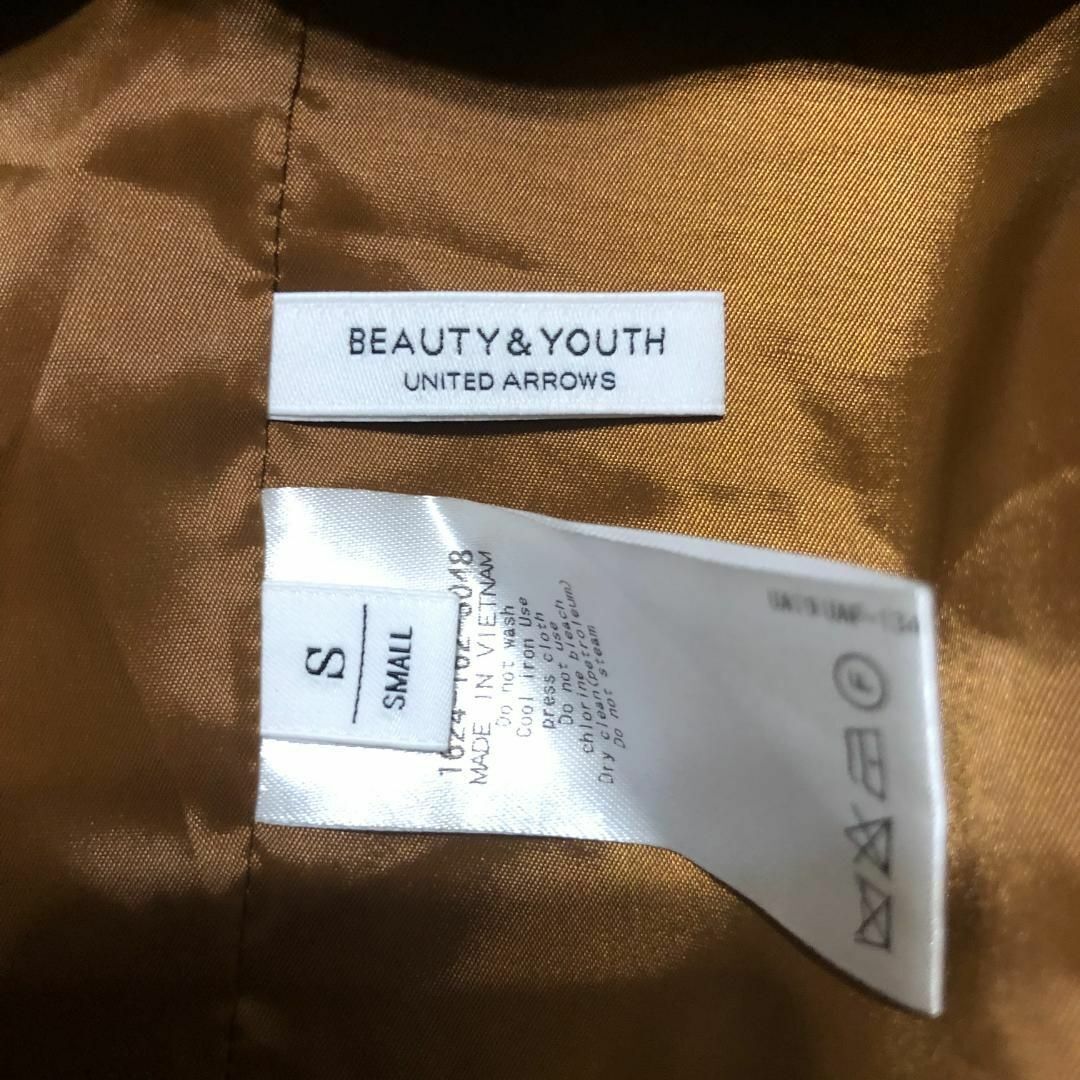 BEAUTY & YOUTH
UNITED ARROWS
S
SMALL
MADE IN VIETNAM
Do not wash
Cool iron Use
press cloth
Do not use
chlorine bleach
Dry clean(petroleum)
Do not steam
F